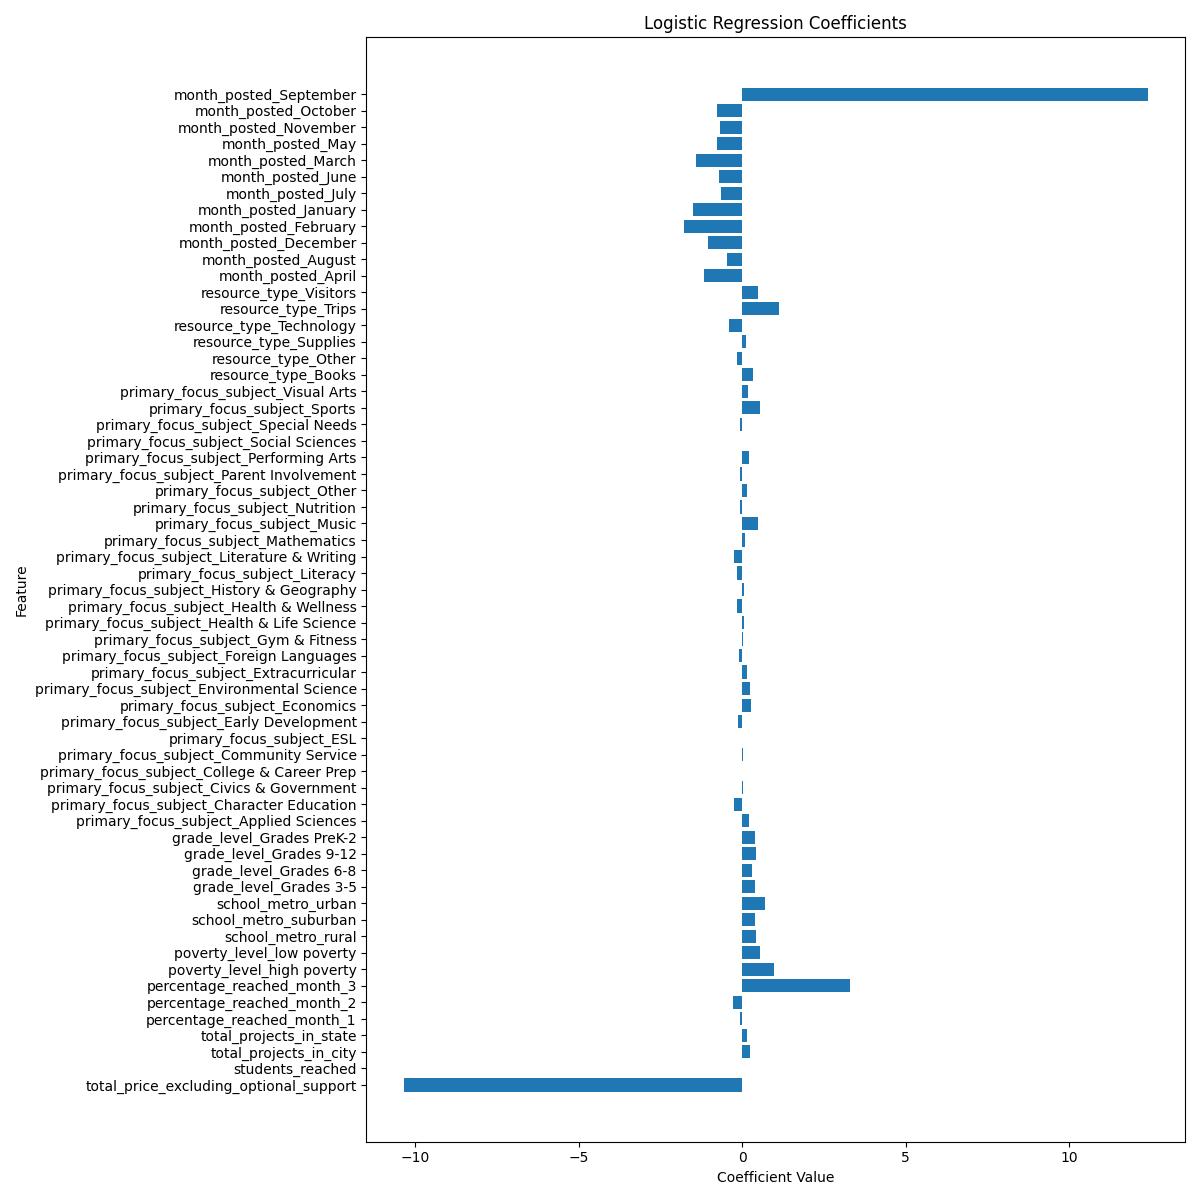 Logistic Regression Coefficients
month_posted_September
month_posted_October
month_posted_November
month_posted_May
month_posted_March
month_posted_June
month_posted_July
month_posted_January
month_posted_February
month_posted_December
month_posted_August
month_posted_April
resource_type_Visitors
resource_type_Trips
resource_type_Technology
resource_type_Supplies
resource_type_Other
resource_type_Books
primary_focus_subject_Visual Arts
primary_focus_subject_Sports
primary_focus_subject_Special Needs
primary_focus_subject_Social Sciences
primary_focus_subject_Performing Arts
primary_focus_subject_Parent Involvement
primary_focus_subject_Other
primary_focus_subject_Nutrition
primary_focus_subject_Music
primary_focus_subject_Mathematics
primary_focus_subject_Literature & Writing
primary_focus_subject_Literacy
primary_focus_subject_History & Geography
primary_focus_subject_Health & Wellness
primary_focus_subject_Health & Life Science
primary_focus_subject_Gym & Fitness
primary_focus_subject_Foreign Languages
primary_focus_subject_Extracurricular
primary_focus_subject_Environmental Science
primary_focus_subject_Economics
primary_focus_subject_Early Development
primary_focus_subject_ESL
primary_focus_subject_Community Service
primary_focus_subject_College & Career Prep
primary_focus_subject_Civics & Government
primary_focus_subject_Character Education
primary_focus_subject_Applied Sciences
grade_level_Grades PreK-2
grade_level_Grades 9-12
grade_level_Grades 6-8
grade_level_Grades 3-5
school_metro_urban
school_metro_suburban
school_metro_rural
poverty_level_low poverty
poverty_level_high poverty
percentage_reached_month_3
percentage_reached_month_2
percentage_reached_month_1
total_projects_in_state
total_projects_in_city
students_reached
total_price_excluding_optional_support
Feature
−10 −5 0 5 10
Coefficient Value